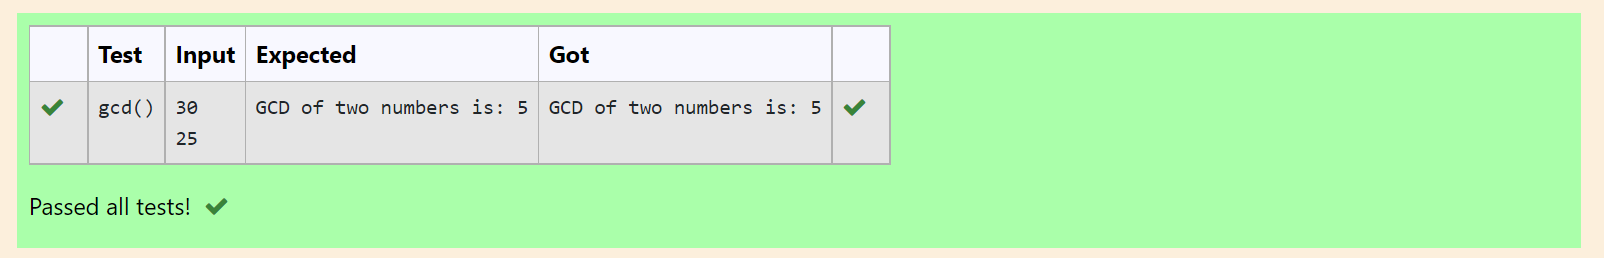 Test Input Expected Got
gcd() 30 GCD of two numbers is: 5 GCD of two numbers is: 5
25
Passed all tests!